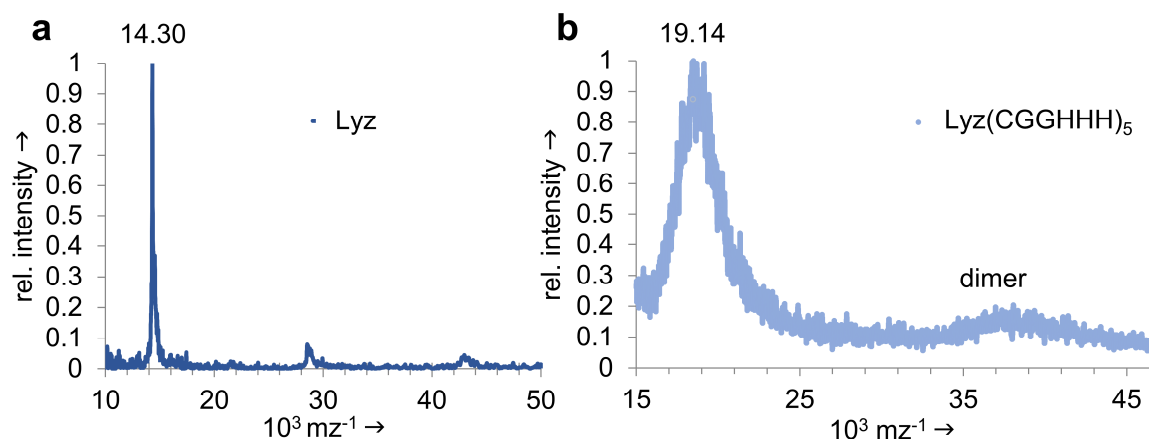 a
14.30
1
0.9
0.8
0.7
0.6
0.5
0.4
0.3
0.2
0.1
0
rel. intensity →
Lyz
10 20 30 40 50
10³ mz⁻¹ →
b
19.14
1
0.9
0.8
0.7
0.6
0.5
0.4
0.3
0.2
0.1
0
rel. intensity →
Lyz(CGGHHH)₅
dimer
15 25 35 45
10³ mz⁻¹ →